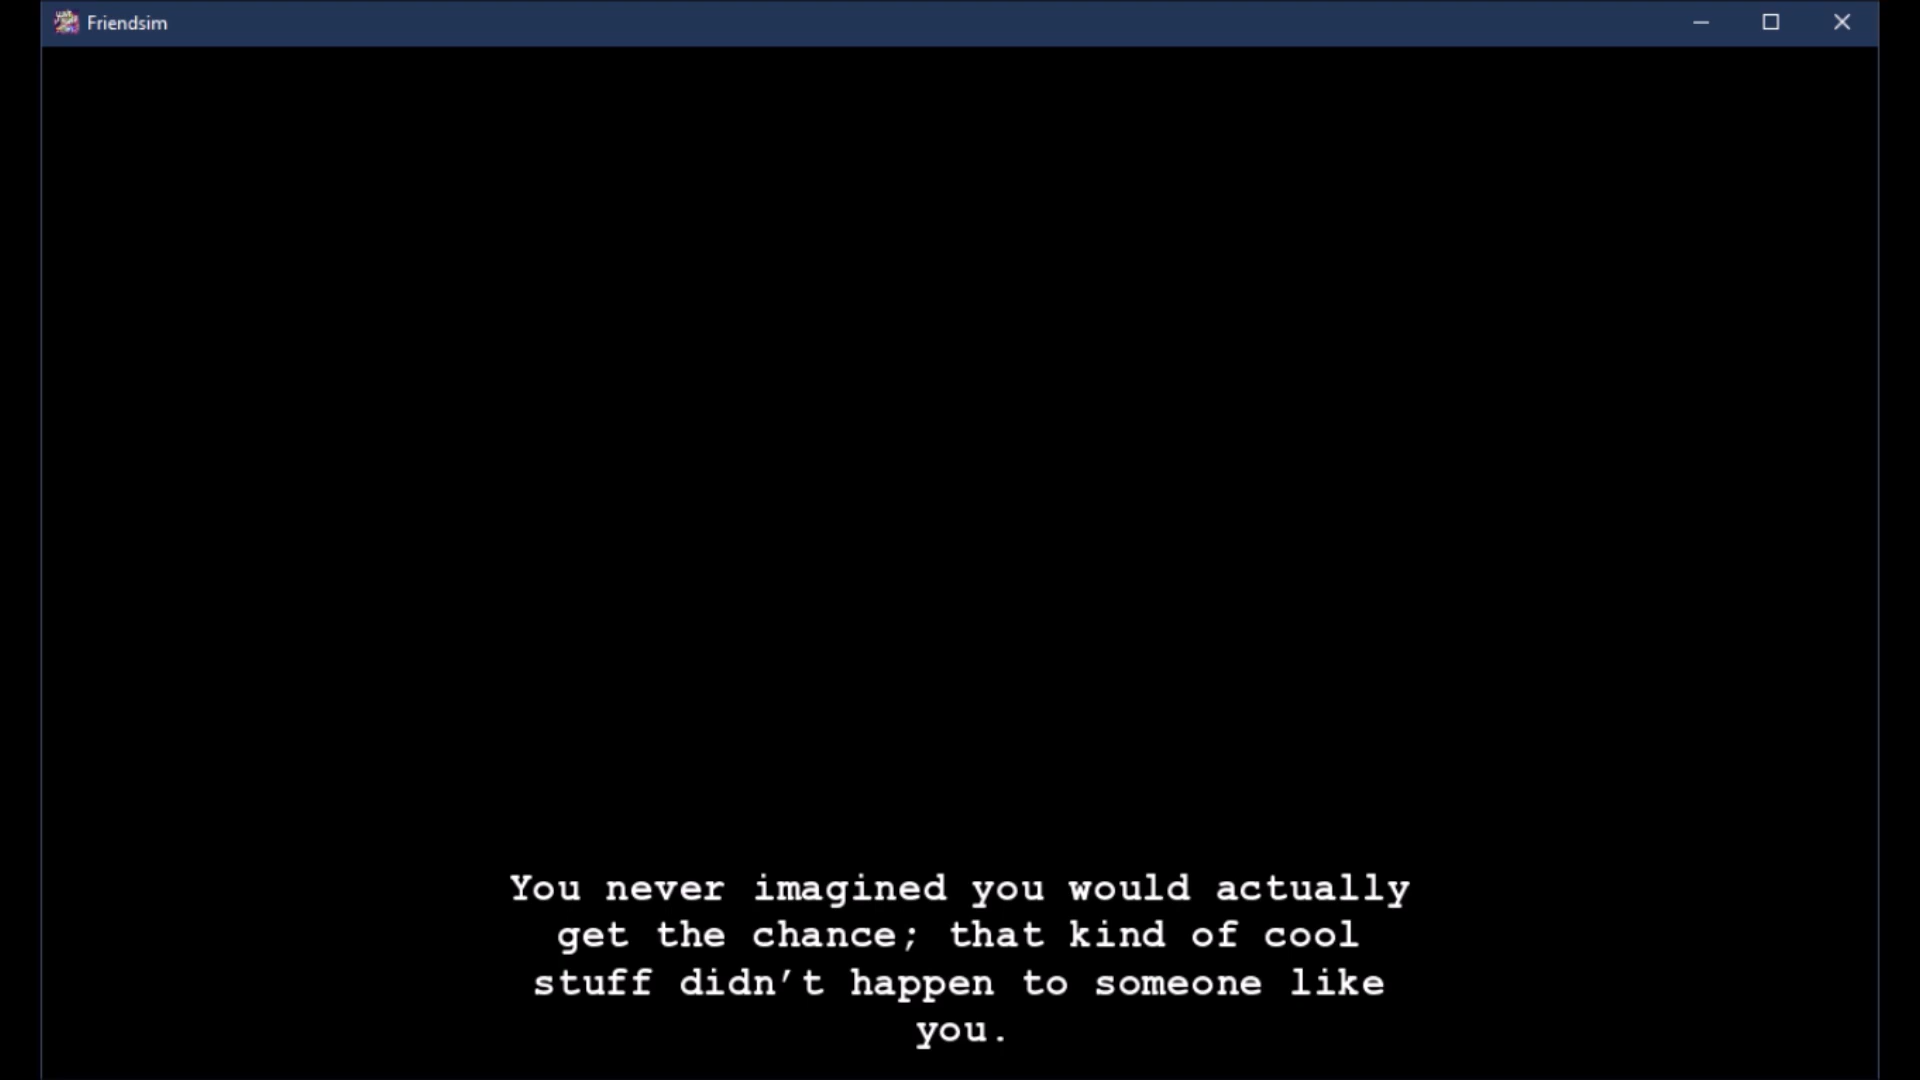 Friendsim
You never imagined you would actually
get the chance; that kind of cool
stuff didn’t happen to someone like
you.